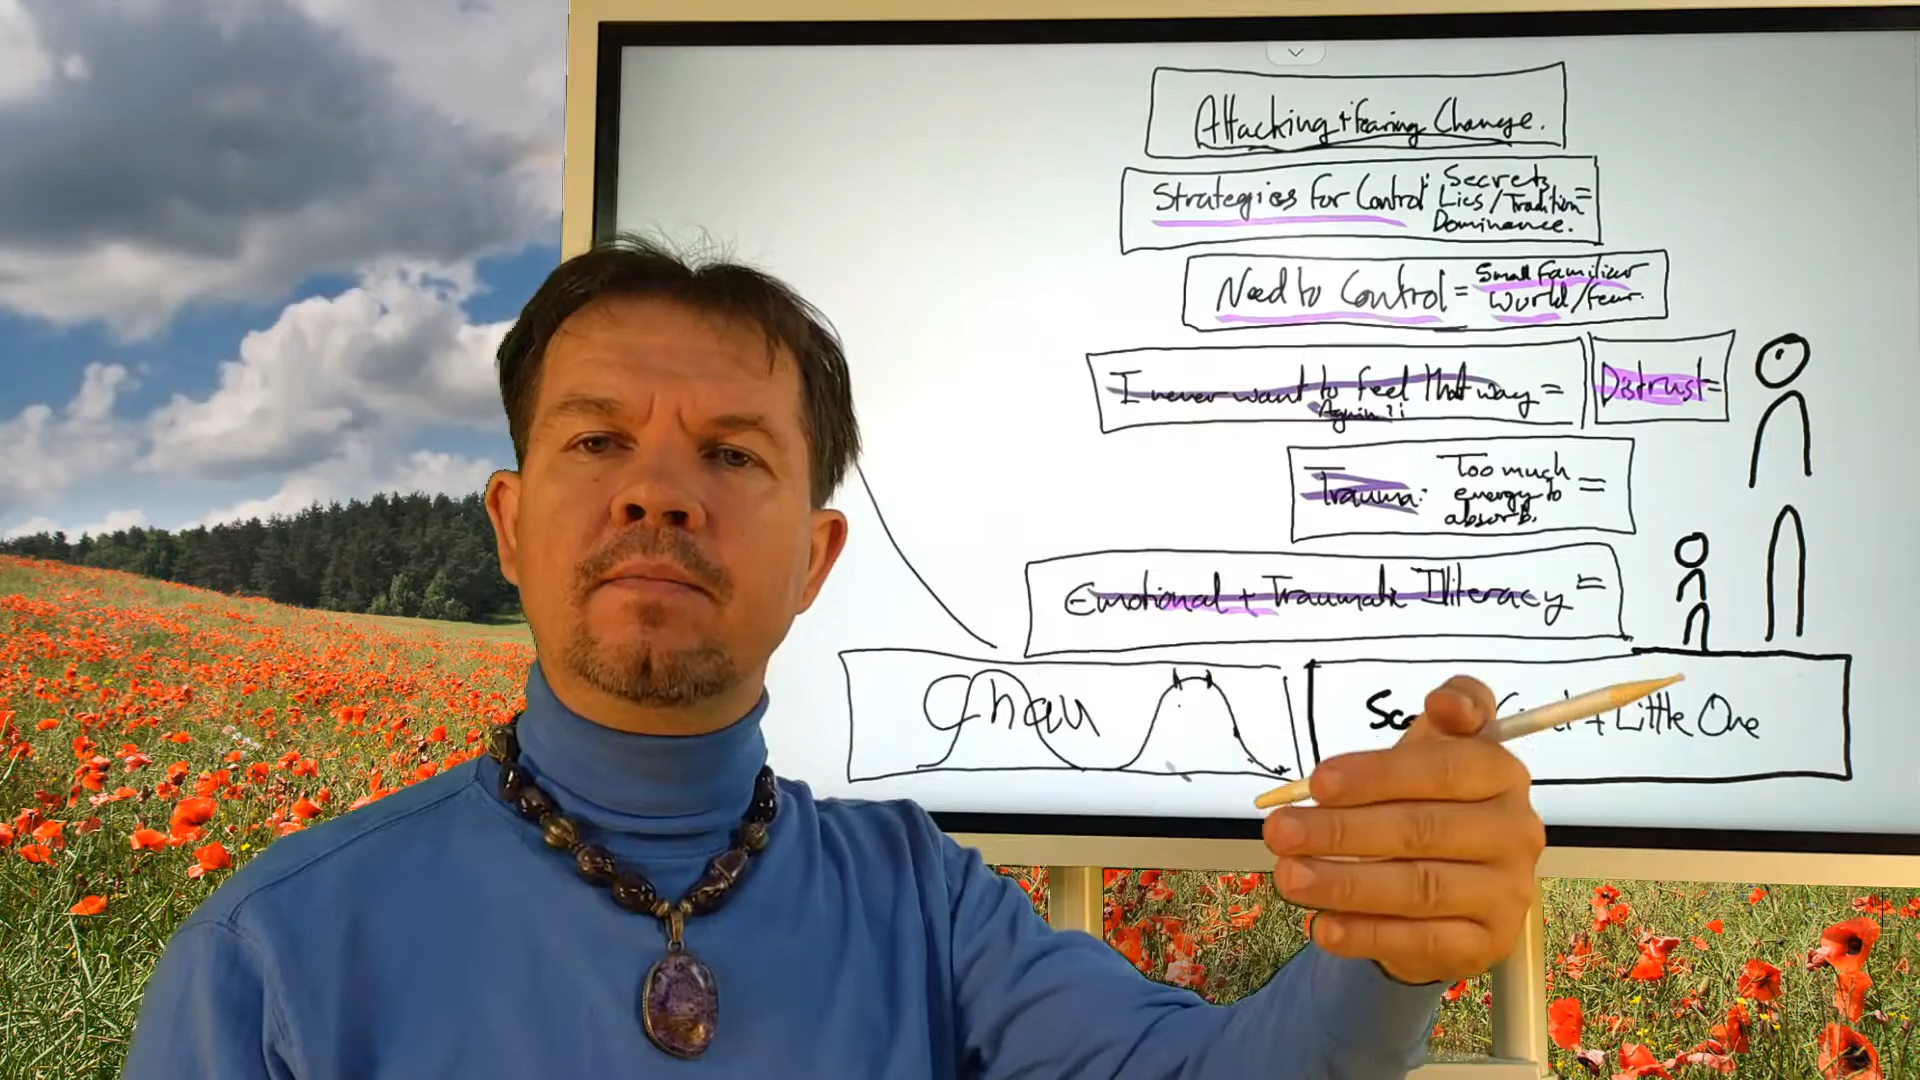 Attacking + Fearing Change.
Strategies for Control: Secrets
Lies/Tradition =
Dominance.
Need to Control = Small familiar
World/fear.
I never want to feel that way =
Again?!
Distrust =
Trauma: Too much
energy to =
absorb.
Emotional + Traumatic Illiteracy =
+ Little One